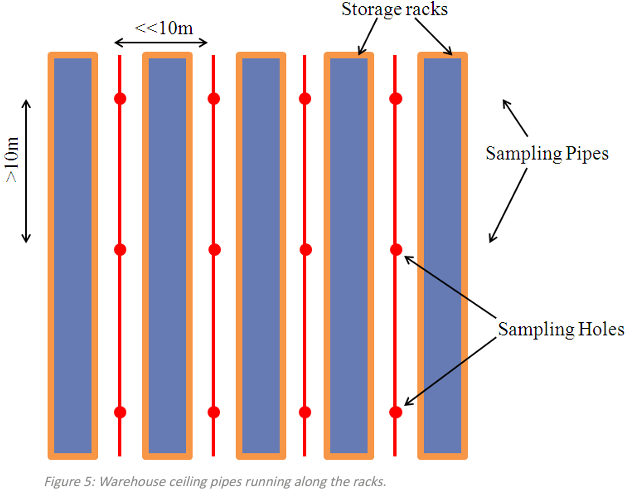 Storage racks
<<10m
>10m
Sampling Pipes
Sampling Holes
Figure 5: Warehouse ceiling pipes running along the racks.